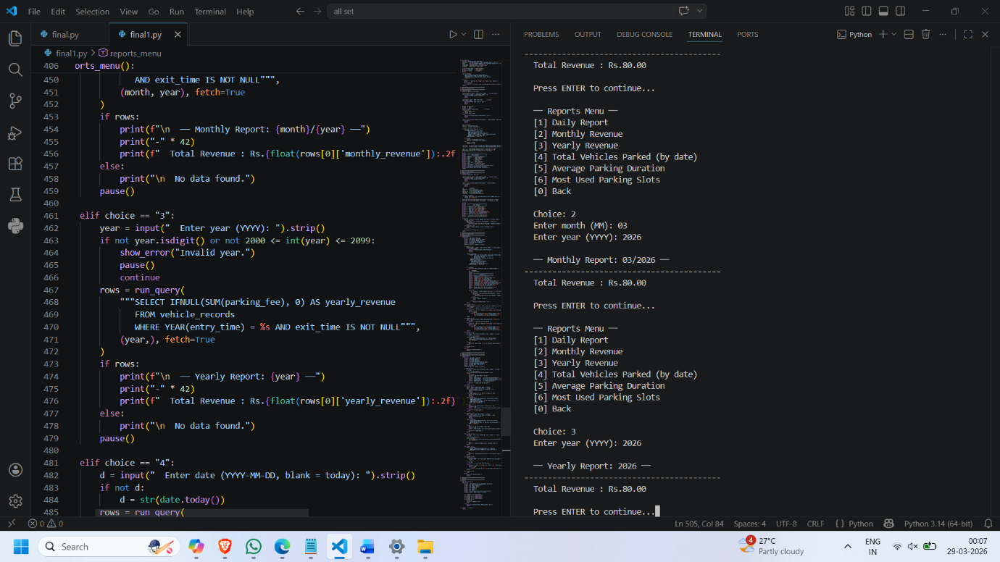 File Edit Selection View Go Run Terminal Help
all set
final.py
final1.py
final1.py > reports_menu
406 orts_menu():
450 AND exit_time IS NOT NULL""",
451 (month, year), fetch=True
452 )
453 if rows:
454 print(f"\n  ── Monthly Report: {month}/{year} ──")
455 print("-" * 42)
456 print(f"  Total Revenue : Rs.{float(rows[0]['monthly_revenue']):.2f
457 else:
458 print("\n  No data found.")
459 pause()
460
461 elif choice == "3":
462 year = input("  Enter year (YYYY): ").strip()
463 if not year.isdigit() or not 2000 <= int(year) <= 2099:
464 show_error("Invalid year.")
465 pause()
466 continue
467 rows = run_query(
468 """SELECT IFNULL(SUM(parking_fee), 0) AS yearly_revenue
469 FROM vehicle_records
470 WHERE YEAR(entry_time) = %s AND exit_time IS NOT NULL""",
471 (year,), fetch=True
472 )
473 if rows:
474 print(f"\n  ── Yearly Report: {year} ──")
475 print("-" * 42)
476 print(f"  Total Revenue : Rs.{float(rows[0]['yearly_revenue']):.2f}")
477 else:
478 print("\n  No data found.")
479 pause()
480
481 elif choice == "4":
482 d = input("  Enter date (YYYY-MM-DD, blank = today): ").strip()
483 if not d:
484 d = str(date.today())
485 rows = run_query(
PROBLEMS OUTPUT DEBUG CONSOLE TERMINAL PORTS
Python
------------------------------------------
Total Revenue : Rs.80.00
Press ENTER to continue...
── Reports Menu ──
[1] Daily Report
[2] Monthly Revenue
[3] Yearly Revenue
[4] Total Vehicles Parked (by date)
[5] Average Parking Duration
[6] Most Used Parking Slots
[0] Back
Choice: 2
Enter month (MM): 03
Enter year (YYYY): 2026
── Monthly Report: 03/2026 ──
------------------------------------------
Total Revenue : Rs.80.00
Press ENTER to continue...
── Reports Menu ──
[1] Daily Report
[2] Monthly Revenue
[3] Yearly Revenue
[4] Total Vehicles Parked (by date)
[5] Average Parking Duration
[6] Most Used Parking Slots
[0] Back
Choice: 3
Enter year (YYYY): 2026
── Yearly Report: 2026 ──
------------------------------------------
Total Revenue : Rs.80.00
Press ENTER to continue...
0 0
Ln 505, Col 84 Spaces: 4 UTF-8 CRLF { } Python Python 3.14 (64-bit)
Search
4
27°C
Partly cloudy
ENG
IN
00:07
29-03-2026